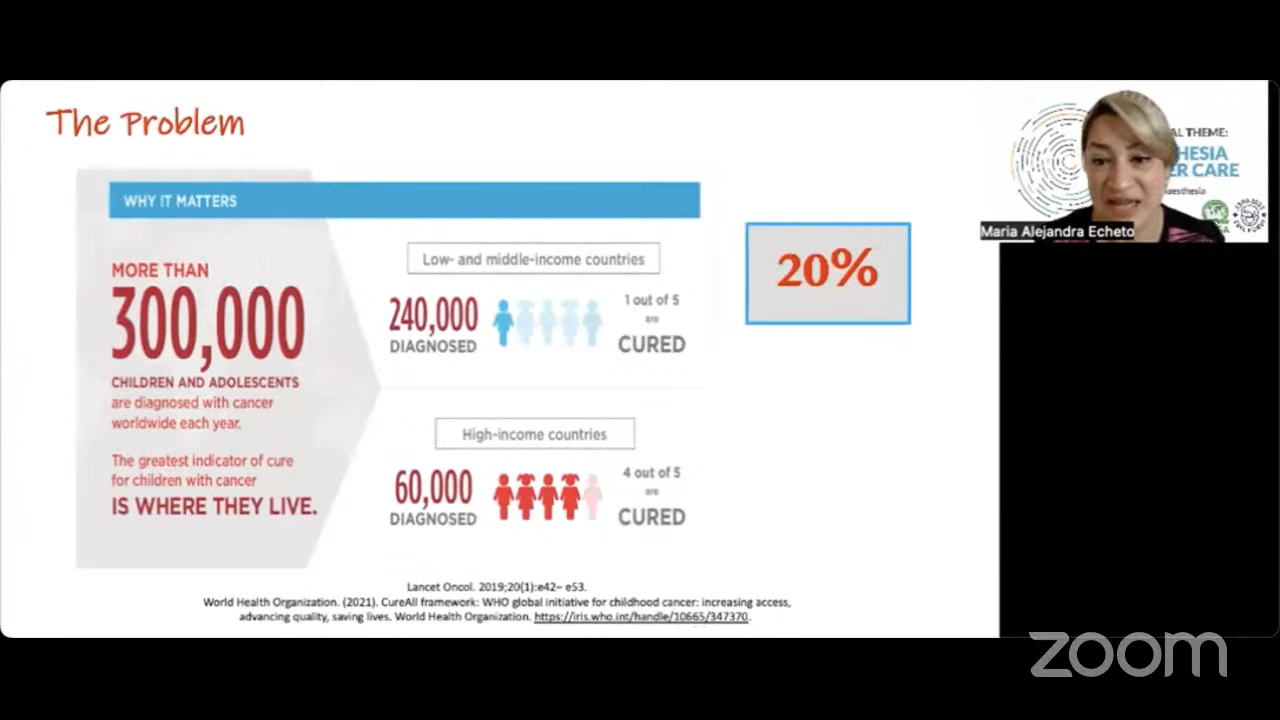 The Problem
WHY IT MATTERS
MORE THAN
300,000
CHILDREN AND ADOLESCENTS
are diagnosed with cancer
worldwide each year.
The greatest indicator of cure
for children with cancer
IS WHERE THEY LIVE.
Low- and middle-income countries
240,000
DIAGNOSED
1 out of 5
are
CURED
High-income countries
60,000
DIAGNOSED
4 out of 5
are
CURED
20%
Lancet Oncol. 2019;20(1):e42– e53.
World Health Organization. (2021). CureAll framework: WHO global initiative for childhood cancer: increasing access,
advancing quality, saving lives. World Health Organization. https://iris.who.int/handle/10665/347370.
AL THEME:
HESIA
ER CARE
aesthesia
Maria Alejandra Echeto
zoom